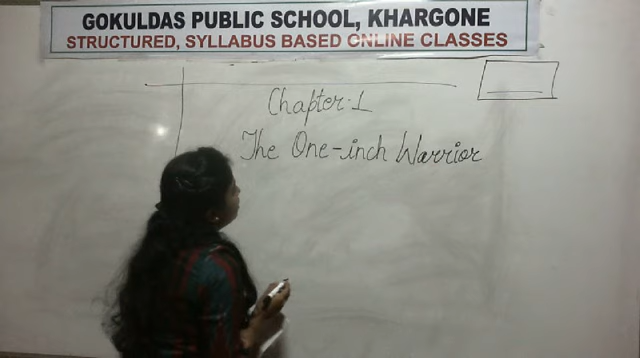 GOKULDAS PUBLIC SCHOOL, KHARGONE
STRUCTURED, SYLLABUS BASED ONLINE CLASSES
Chapter-1
The One-inch Warrior